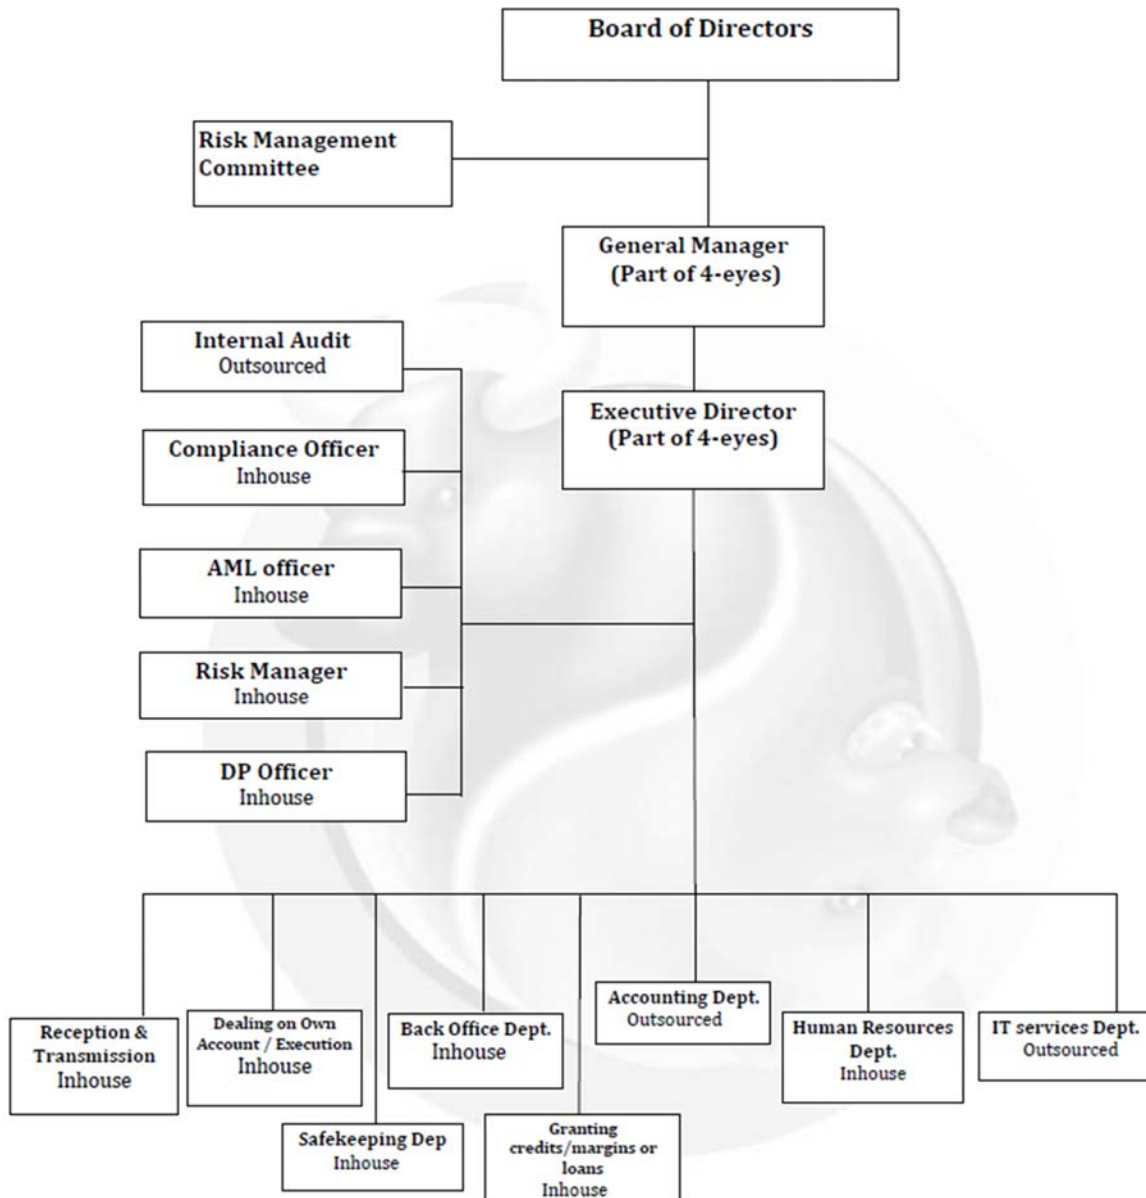 Board of Directors
Risk Management
Committee
General Manager
(Part of 4-eyes)
Internal Audit
Outsourced
Executive Director
(Part of 4-eyes)
Compliance Officer
Inhouse
AML officer
Inhouse
Risk Manager
Inhouse
DP Officer
Inhouse
Reception &
Transmission
Inhouse
Dealing on Own
Account / Execution
Inhouse
Safekeeping Dep
Inhouse
Back Office Dept.
Inhouse
Granting
credits/margins or
loans
Inhouse
Accounting Dept.
Outsourced
Human Resources
Dept.
Inhouse
IT services Dept.
Outsourced